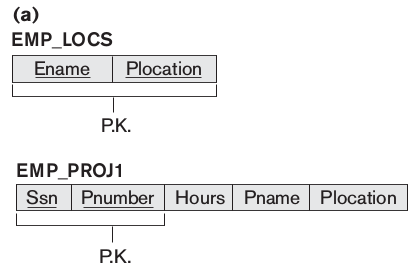 (a)
EMP_LOCS
Ename Plocation
P.K.
EMP_PROJ1
Ssn Pnumber Hours Pname Plocation
P.K.